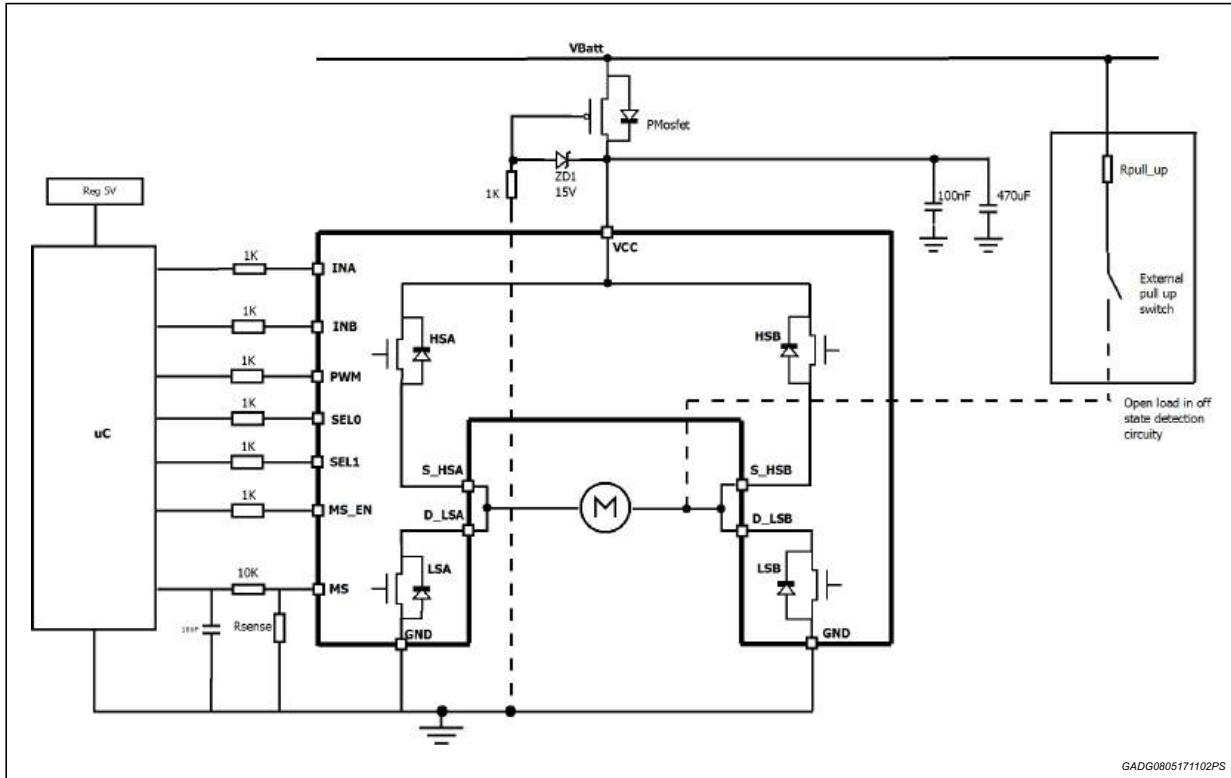 VBatt
PMosfet
ZD1
15V
1K
100nF
470uF
Rpull_up
External
pull up
switch
Open load in off
state detection
circuity
Reg 5V
uC
1K
INA
1K
INB
1K
PWM
1K
SEL0
1K
SEL1
1K
MS_EN
10K
MS
Rsense
VCC
HSA
HSB
S_HSA
S_HSB
M
D_LSA
D_LSB
LSA
LSB
GND
GND
GADG0805171102PS